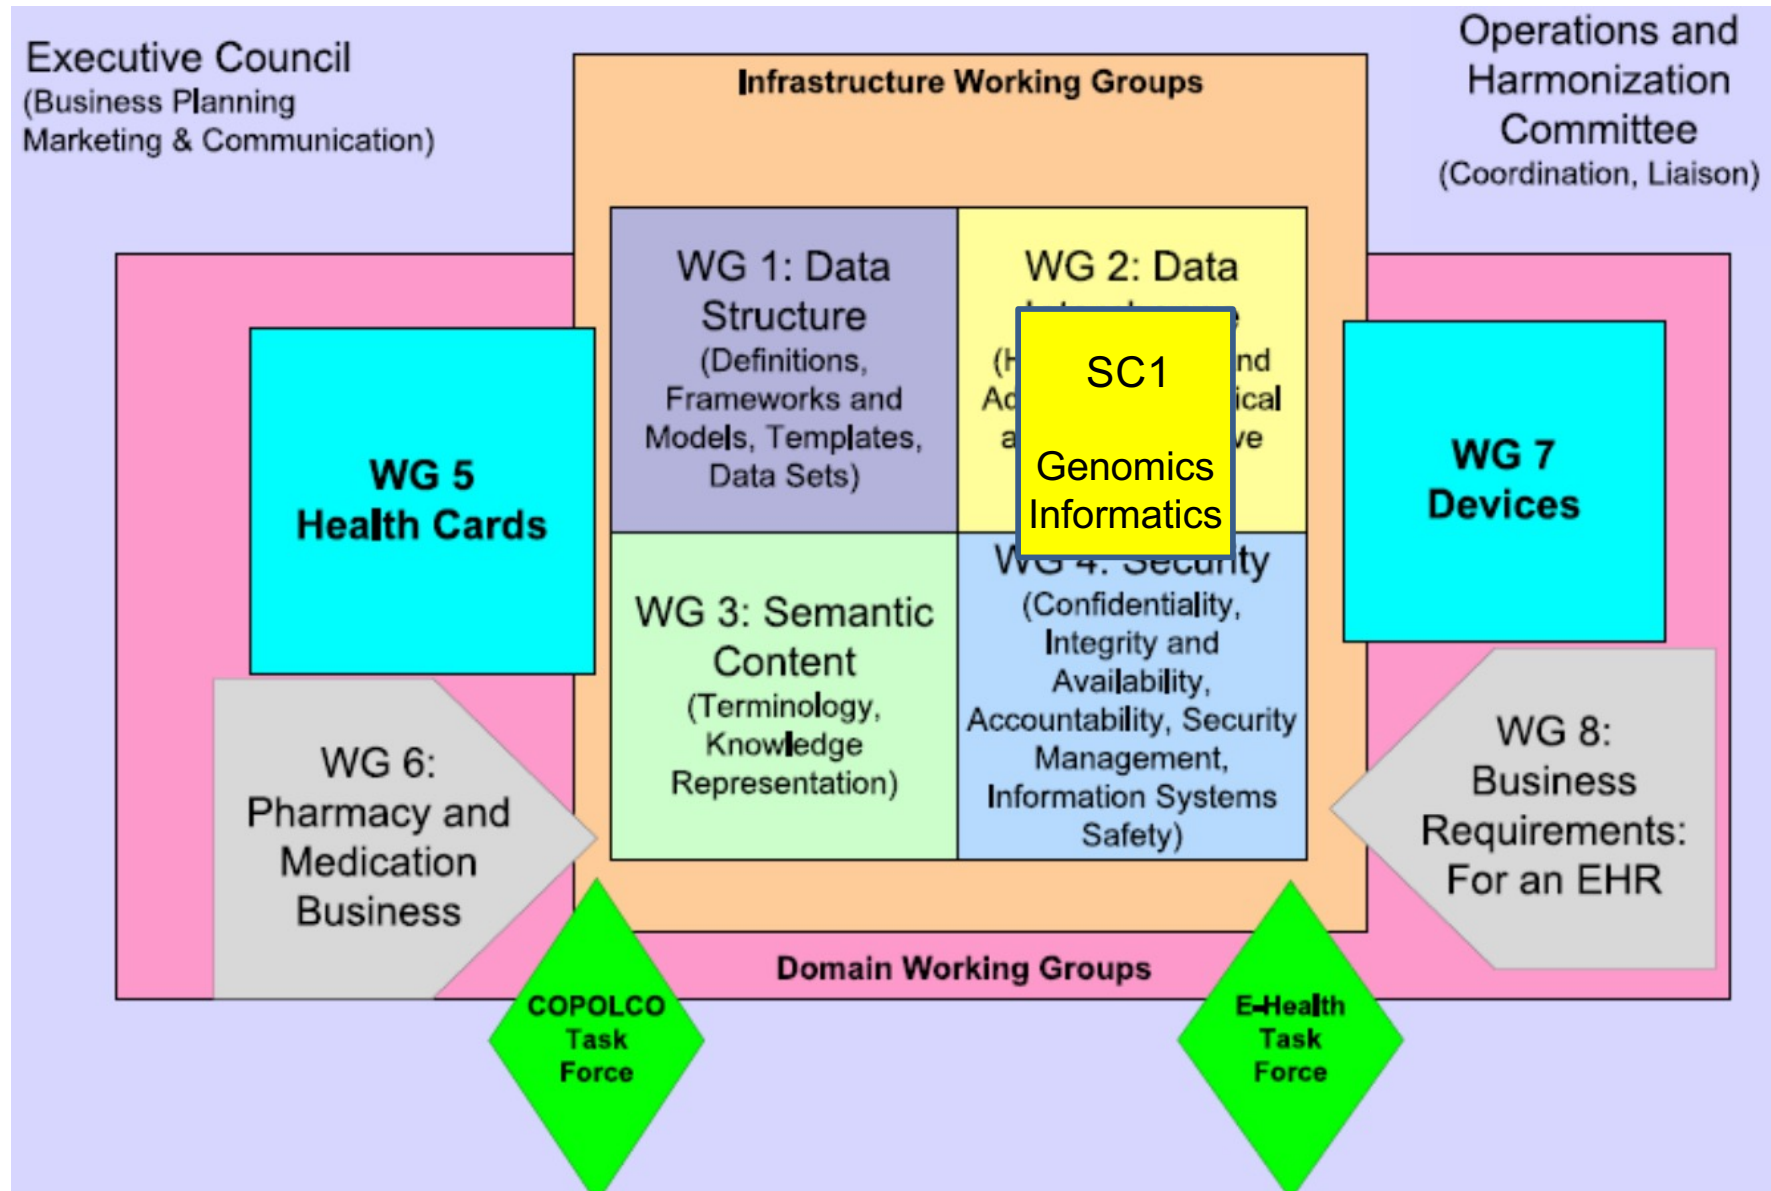 Executive Council
(Business Planning
Marketing & Communication)
Operations and
Harmonization
Committee
(Coordination, Liaison)
Infrastructure Working Groups
WG 1: Data
Structure
(Definitions,
Frameworks and
Models, Templates,
Data Sets)
WG 2: Data
SC1
Genomics
Informatics
WG 3: Semantic
Content
(Terminology,
Knowledge
Representation)
WG 4: Security
(Confidentiality,
Integrity and
Availability,
Accountability, Security
Management,
Information Systems
Safety)
WG 5
Health Cards
WG 7
Devices
WG 6:
Pharmacy and
Medication
Business
WG 8:
Business
Requirements:
For an EHR
Domain Working Groups
COPOLCO
Task
Force
E-Health
Task
Force